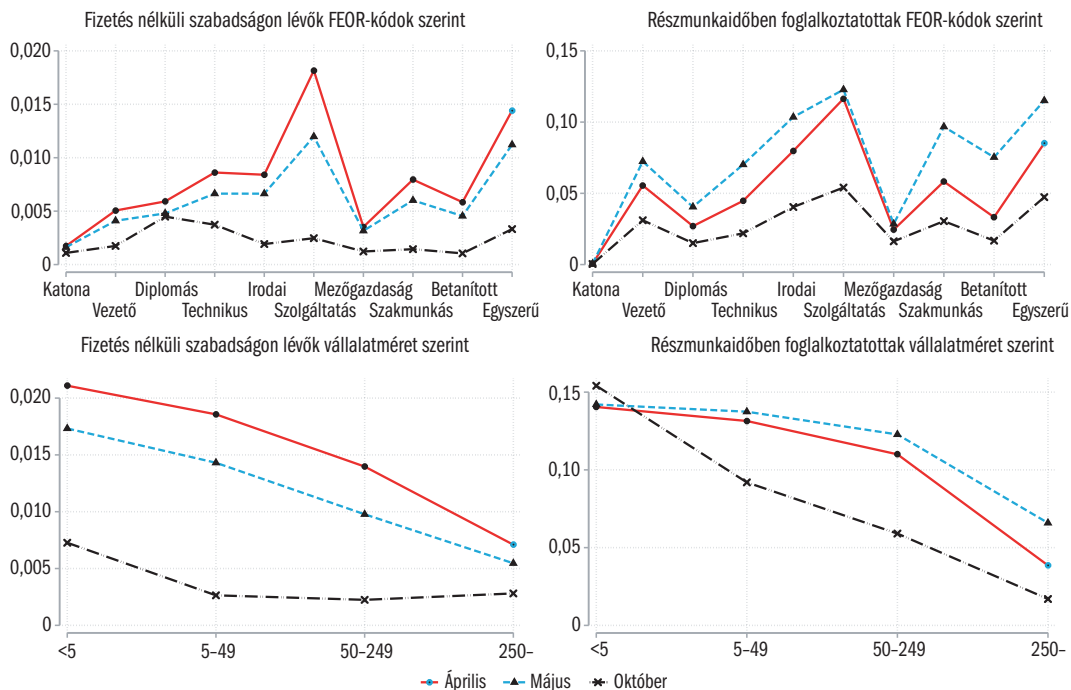 Fizetés nélküli szabadságon lévők FEOR-kódok szerint
0,020
0,015
0,010
0,005
0
Katona Diplomás Irodai Mezőgazdaság Betanított
Vezető Technikus Szolgáltatás Szakmunkás Egyszerű
Részmunkaidőben foglalkoztatottak FEOR-kódok szerint
0,15
0,10
0,05
0
Katona Diplomás Irodai Mezőgazdaság Betanított
Vezető Technikus Szolgáltatás Szakmunkás Egyszerű
Fizetés nélküli szabadságon lévők vállalatméret szerint
0,020
0,015
0,010
0,005
0
<5 5–49 50–249 250–
Részmunkaidőben foglalkoztatottak vállalatméret szerint
0,15
0,10
0,05
0
<5 5–49 50–249 250–
Április Május Október